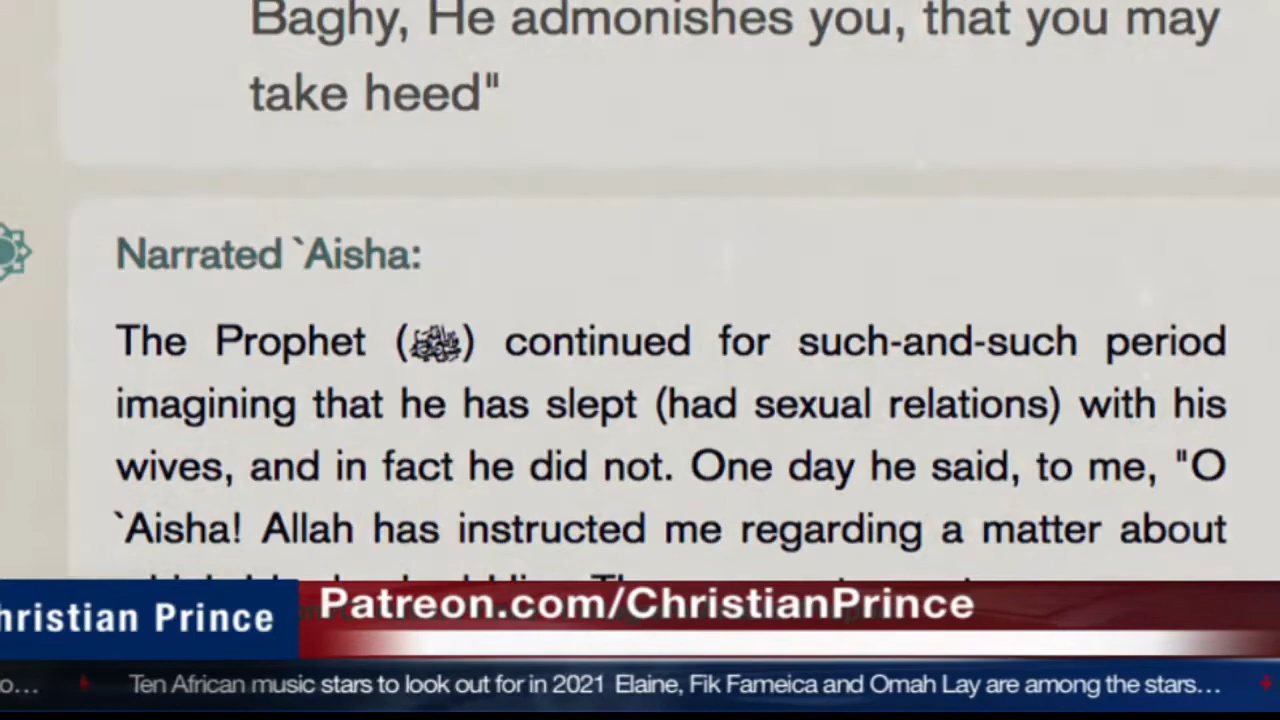 Baghy, He admonishes you, that you may
take heed"
Narrated `Aisha:
The Prophet (ﷺ) continued for such-and-such period
imagining that he has slept (had sexual relations) with his
wives, and in fact he did not. One day he said, to me, "O
`Aisha! Allah has instructed me regarding a matter about
hristian Prince
Patreon.com/ChristianPrince
o... Ten African music stars to look out for in 2021 Elaine, Fik Fameica and Omah Lay are among the stars...